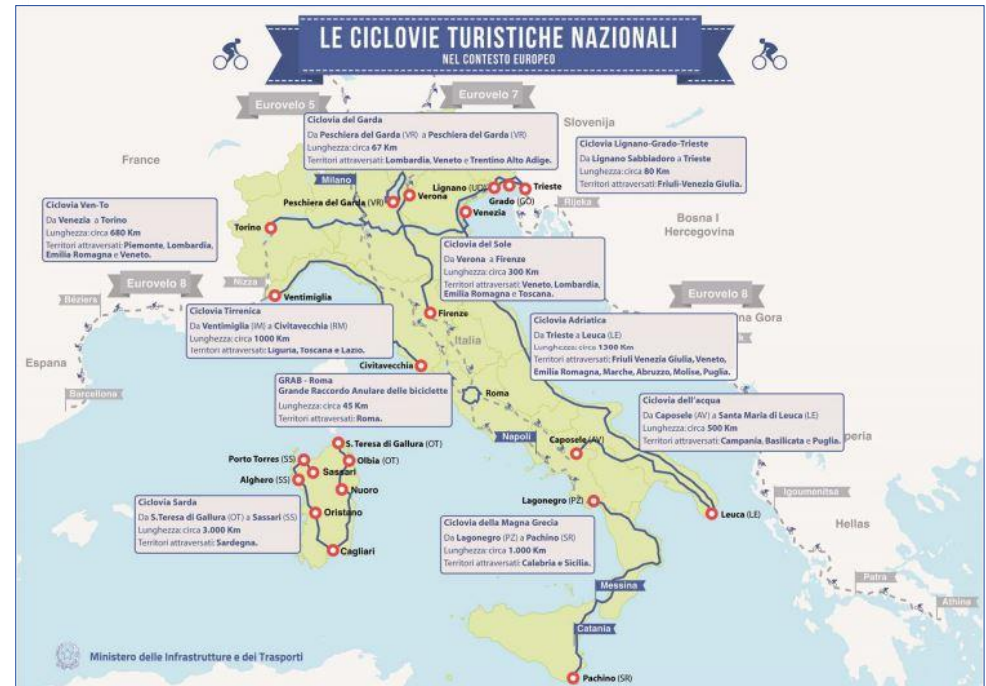 LE CICLOVIE TURISTICHE NAZIONALI
NEL CONTESTO EUROPEO
Eurovelo 5
Eurovelo 7
Ciclovia del Garda
Da Peschiera del Garda (VR) a Peschiera del Garda (VR)
Lunghezza: circa 67 Km
Territori attraversati: Lombardia, Veneto e Trentino Alto Adige.
Slovenija
Ciclovia Lignano-Grado-Trieste
Da Lignano Sabbiadoro a Trieste
Lunghezza: circa 80 Km
Territori attraversati: Friuli-Venezia Giulia.
France
Milano
Lignano (UD)
Trieste
Peschiera del Garda (VR)
Verona
Grado (GO)
Rijeka
Venezia
Bosna I
Hercegovina
Ciclovia Ven-To
Da Venezia a Torino
Lunghezza: circa 680 Km
Territori attraversati: Piemonte, Lombardia,
Emilia Romagna e Veneto.
Torino
Ciclovia del Sole
Da Verona a Firenze
Lunghezza: circa 300 Km
Territori attraversati: Veneto, Lombardia,
Emilia Romagna e Toscana.
Eurovelo 8
Nizza
Béziers
Ventimiglia
Eurovelo 8
Ciclovia Tirrenica
Da Ventimiglia (IM) a Civitavecchia (RM)
Lunghezza: circa 1000 Km
Territori attraversati: Liguria, Toscana e Lazio.
Firenze
Italia
Ciclovia Adriatica
Da Trieste a Leuca (LE)
Lunghezza: circa 1300 Km
Territori attraversati: Friuli Venezia Giulia, Veneto,
Emilia Romagna, Marche, Abruzzo, Molise, Puglia.
na Gora
Espana
Civitavecchia
Barcellona
GRAB - Roma
Grande Raccordo Anulare delle biciclette
Lunghezza: circa 45 Km
Territori attraversati: Roma.
Roma
Ciclovia dell'acqua
Da Caposele (AV) a Santa Maria di Leuca (LE)
Lunghezza: circa 500 Km
Territori attraversati: Campania, Basilicata e Puglia.
peria
Napoli
Caposele (AV)
S. Teresa di Gallura (OT)
Porto Torres (SS)
Olbia (OT)
Sassari
Alghero (SS)
Nuoro
Igoumenitsa
Ciclovia Sarda
Da S.Teresa di Gallura (OT) a Sassari (SS)
Lunghezza: circa 3.000 Km
Territori attraversati: Sardegna.
Oristano
Cagliari
Lagonegro (PZ)
Leuca (LE)
Ciclovia della Magna Grecia
Da Lagonegro (PZ) a Pachino (SR)
Lunghezza: circa 1.000 Km
Territori attraversati: Calabria e Sicilia.
Hellas
Patra
Athina
Messina
Catania
Ministero delle Infrastrutture e dei Trasporti
Pachino (SR)